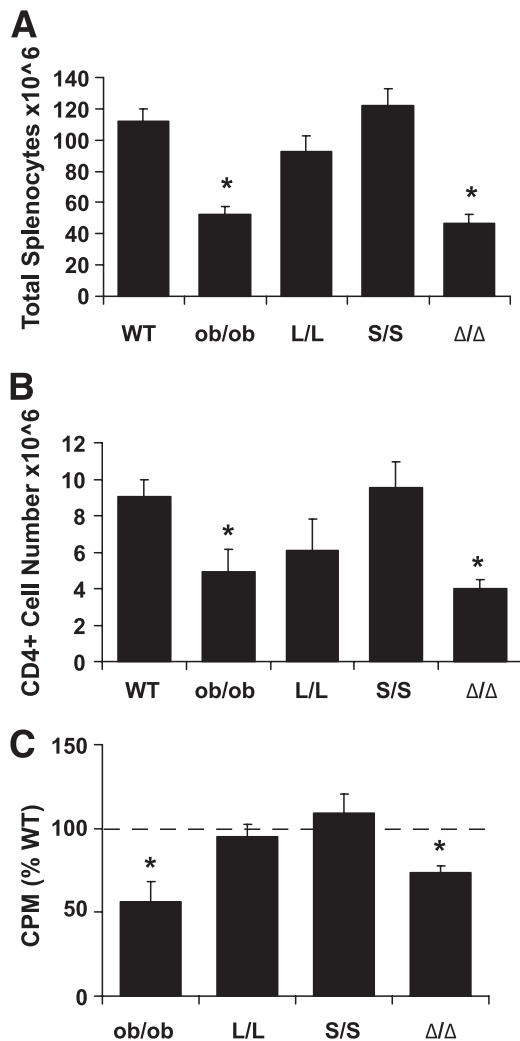 A
Total Splenocytes x10^6
140
120
100
80
60
40
20
0
*
*
WT ob/ob L/L S/S Δ/Δ
B
CD4+ Cell Number x10^6
12
10
8
6
4
2
0
*
*
WT ob/ob L/L S/S Δ/Δ
C
CPM (% WT)
150
100
50
0
*
*
ob/ob L/L S/S Δ/Δ